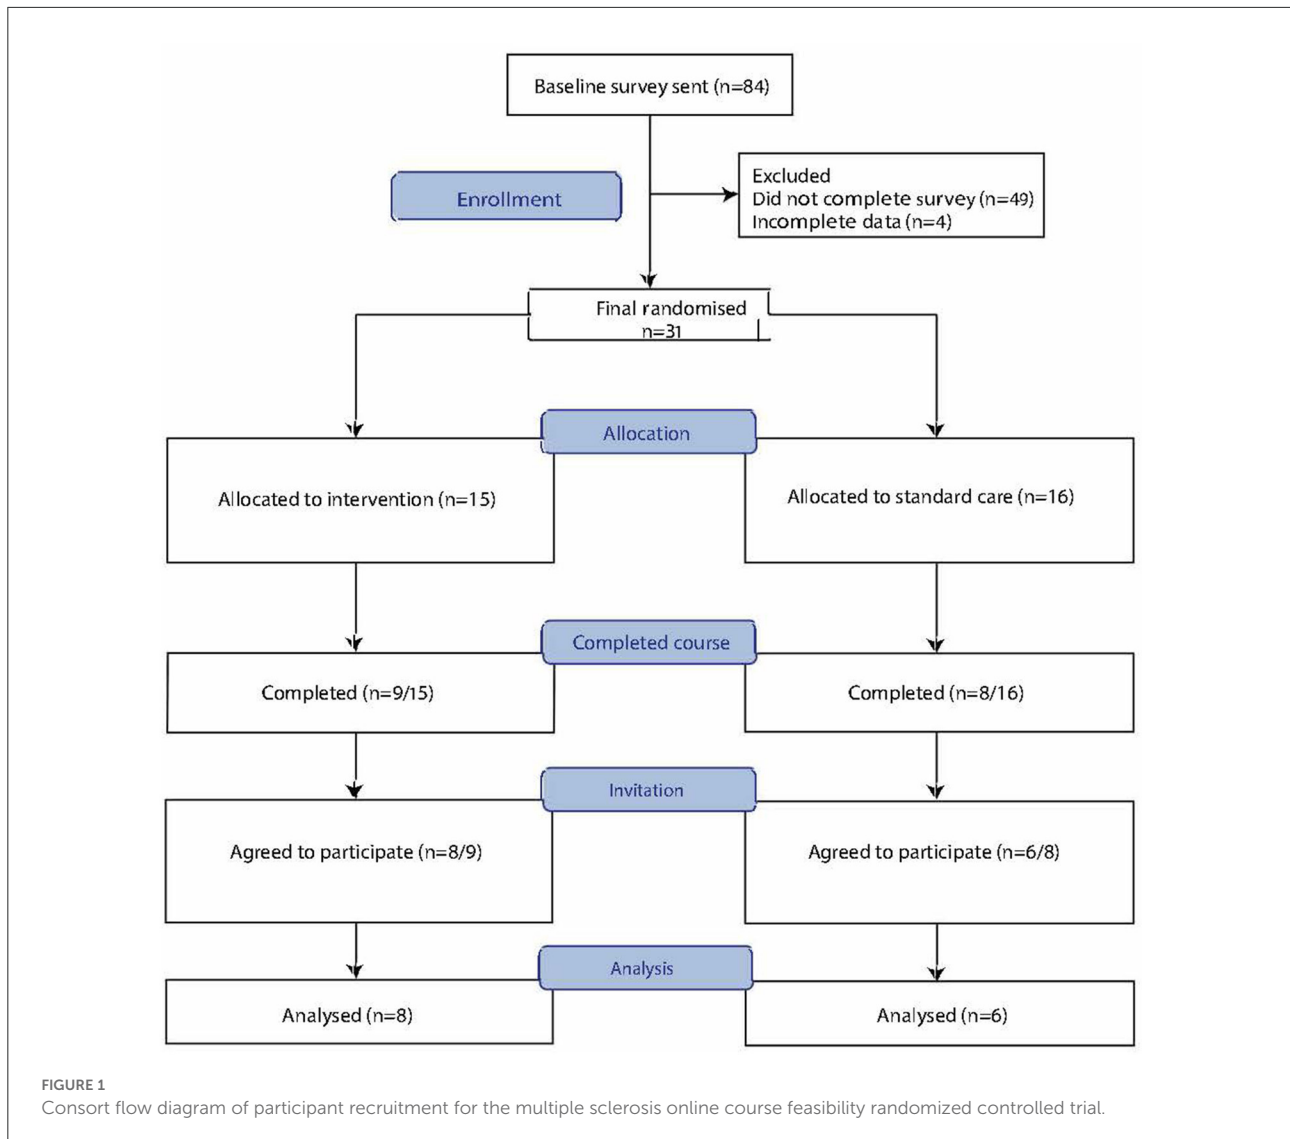 Baseline survey sent (n=84)
Enrollment
Excluded
Did not complete survey (n=49)
Incomplete data (n=4)
Final randomised
n=31
Allocation
Allocated to intervention (n=15)
Allocated to standard care (n=16)
Completed course
Completed (n=9/15)
Completed (n=8/16)
Invitation
Agreed to participate (n=8/9)
Agreed to participate (n=6/8)
Analysis
Analysed (n=8)
Analysed (n=6)
FIGURE 1
Consort flow diagram of participant recruitment for the multiple sclerosis online course feasibility randomized controlled trial.